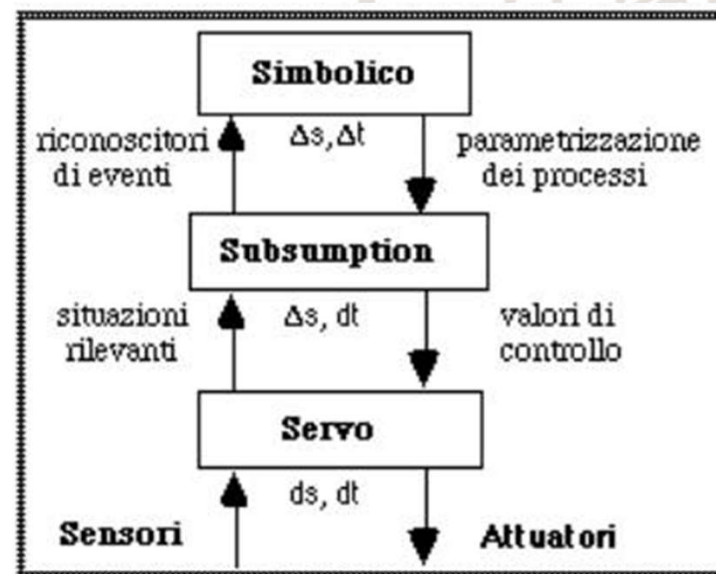 Simbolico
riconoscitori
di eventi
Δs,Δt
parametrizzazione
dei processi
Subsumption
situazioni
rilevanti
Δs, dt
valori di
controllo
Servo
ds, dt
Sensori
Attuatori